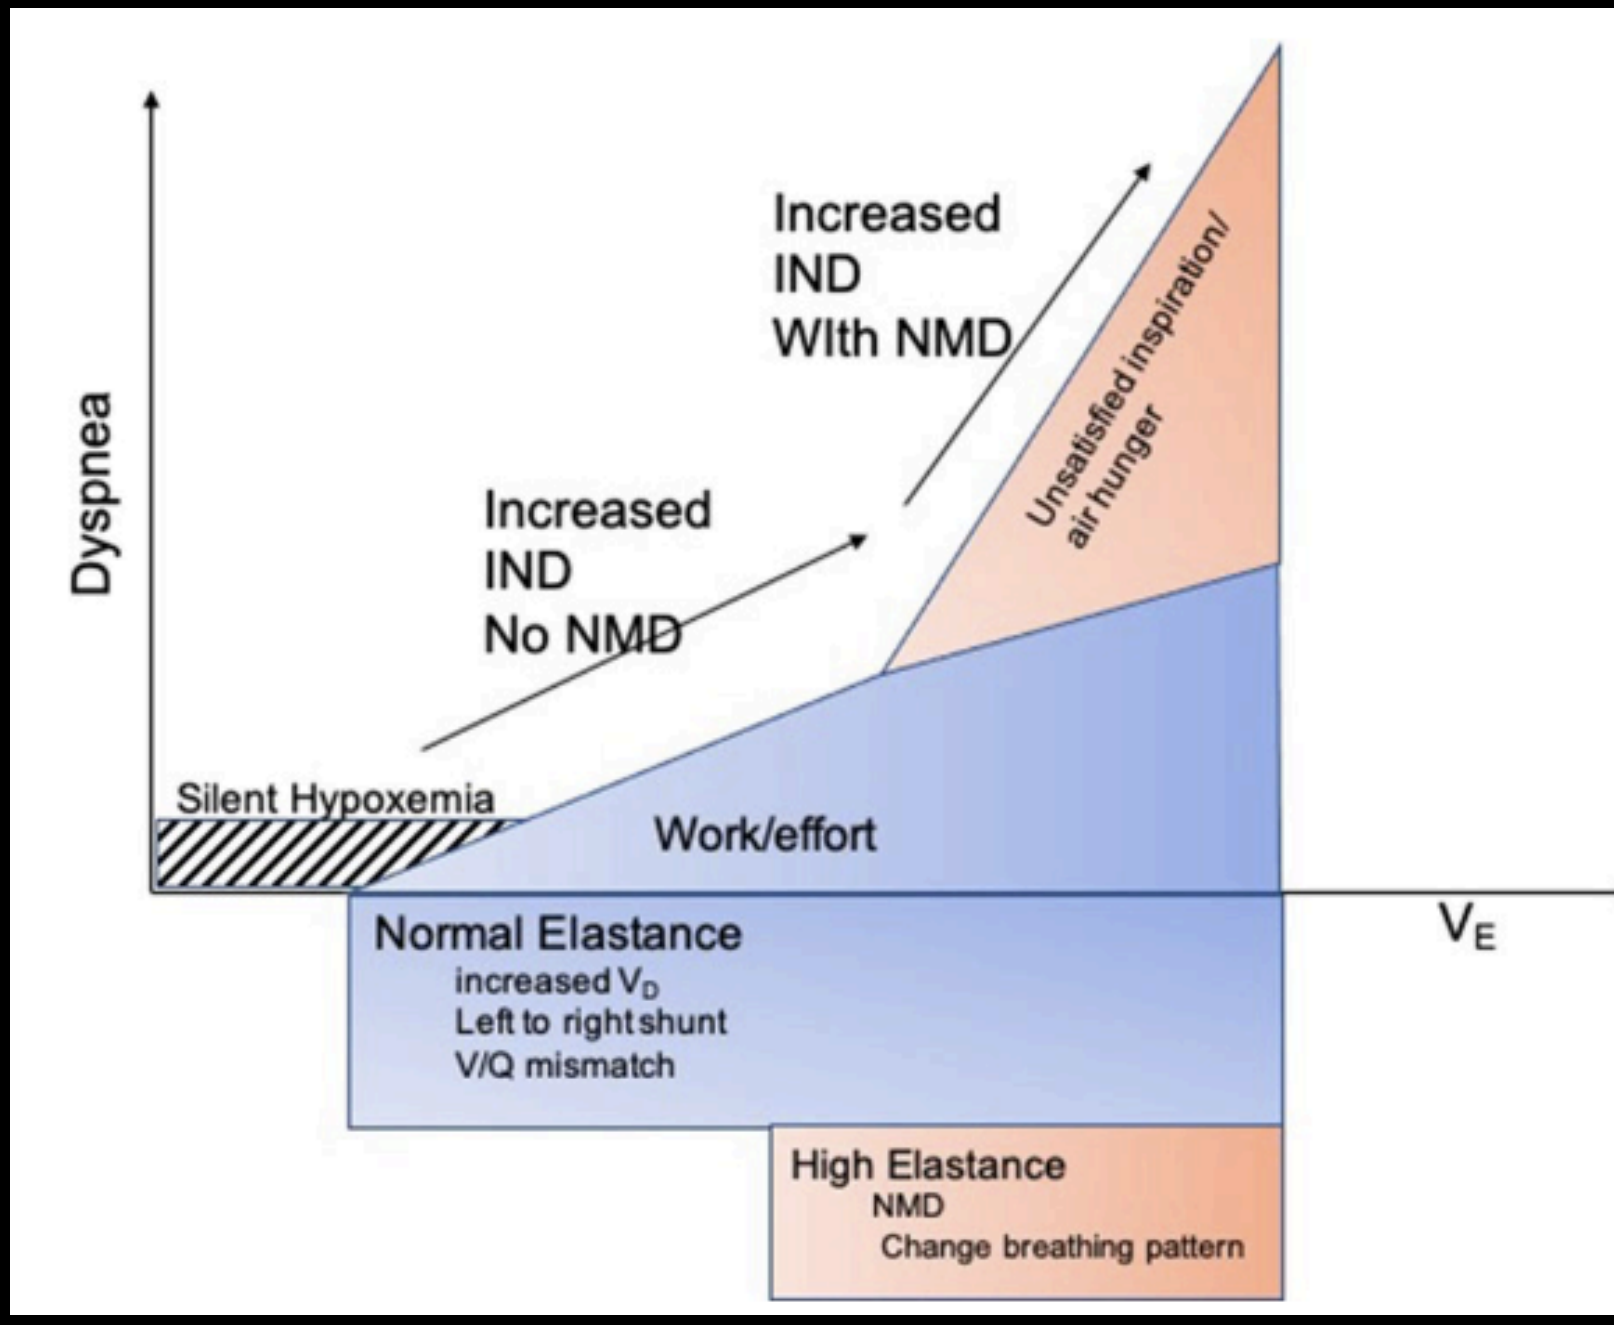 Increased
IND
WIth NMD
Unsatisfied inspiration/
air hunger
Dyspnea
Increased
IND
No NMD
Silent Hypoxemia
Work/effort
VE
Normal Elastance
increased VD
Left to right shunt
V/Q mismatch
High Elastance
NMD
Change breathing pattern